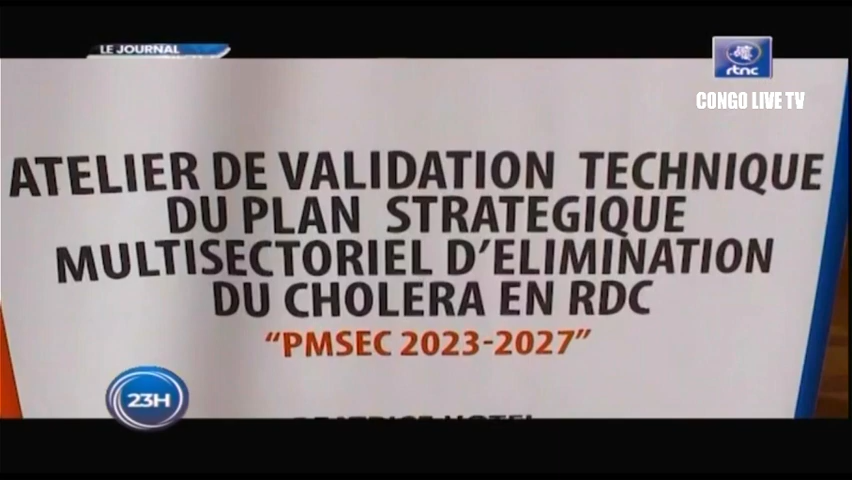 LE JOURNAL
rtnc
CONGO LIVE TV
ATELIER DE VALIDATION TECHNIQUE
DU PLAN STRATEGIQUE
MULTISECTORIEL D'ELIMINATION
DU CHOLERA EN RDC
“PMSEC 2023-2027”
23H